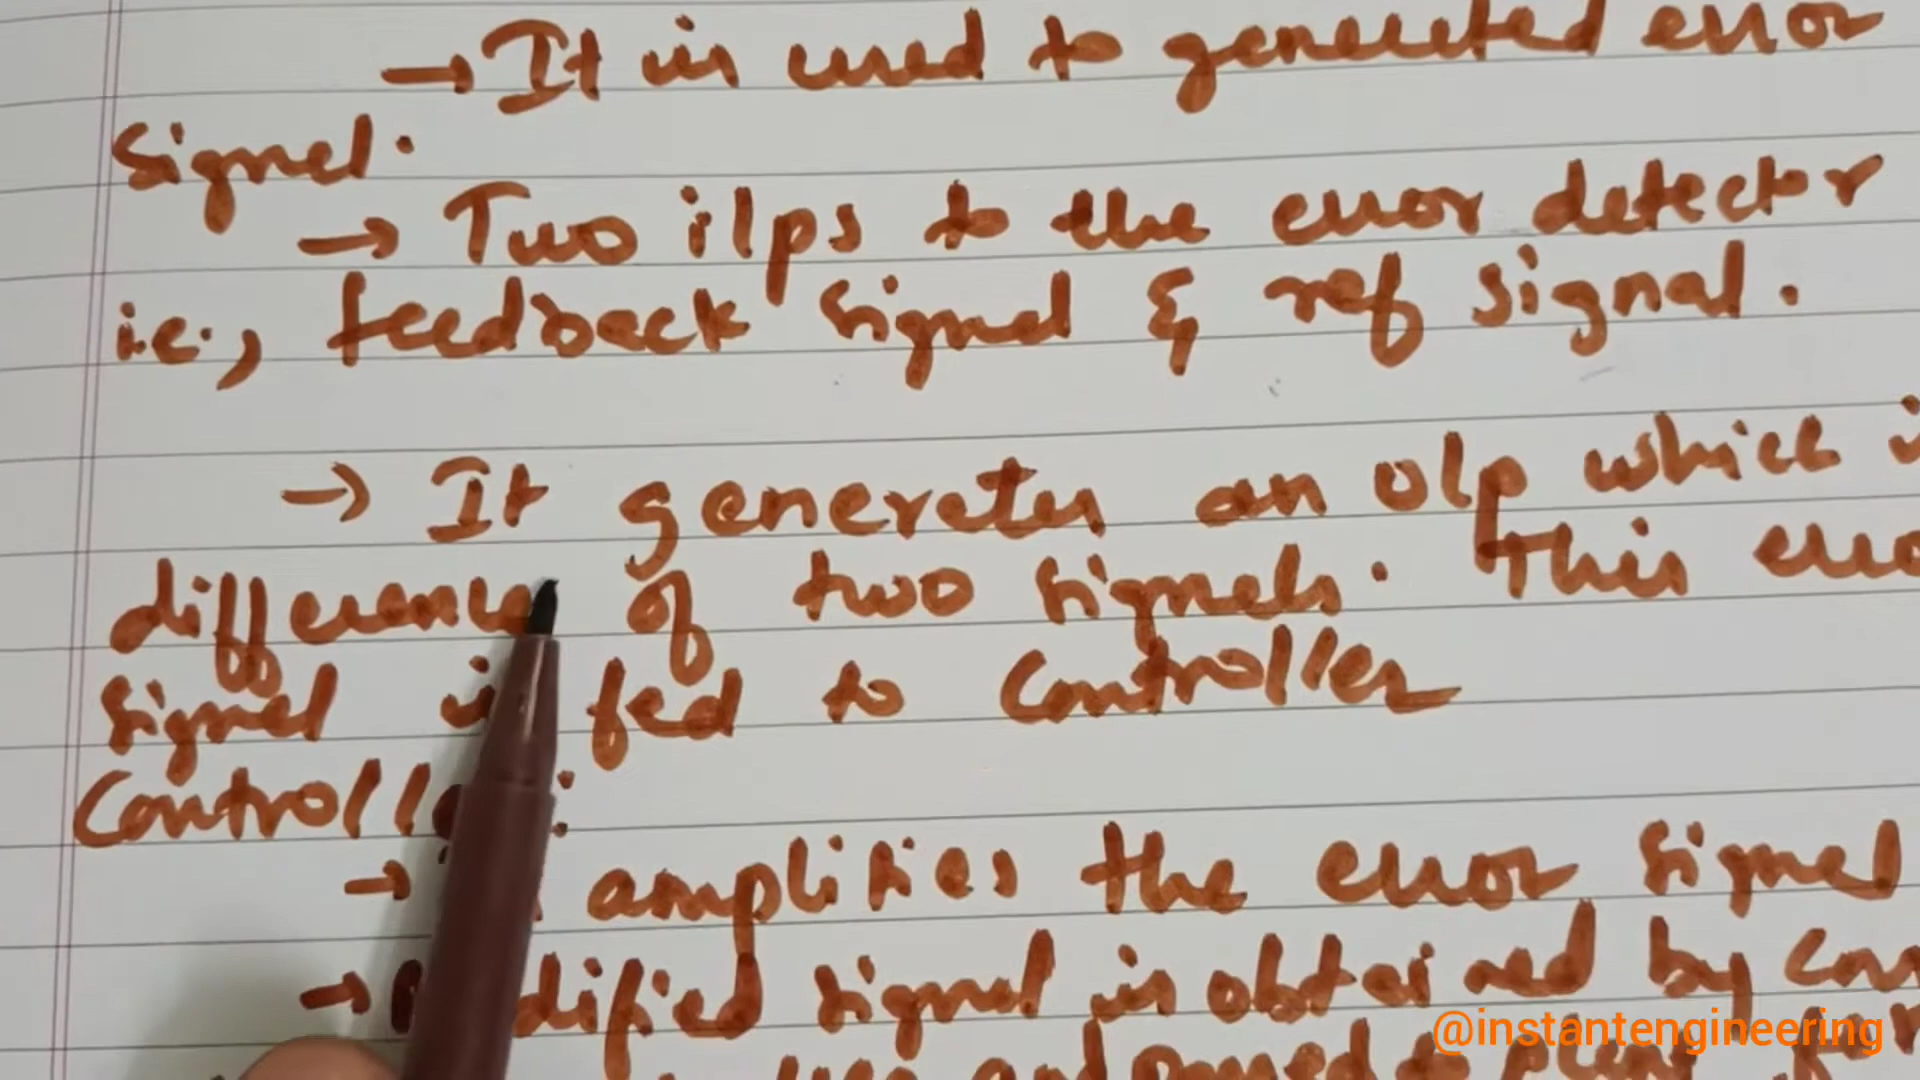 → It is used to generated error
signal.
→ Two i/ps to the error detector
i.e., feedback signal & ref signal.
→ It generates an o/p which
difference of two signals. This
signal is fed to controller
Controller:
→ amplifies the error signal
→ Modified signal is obtained by
@instantengineering